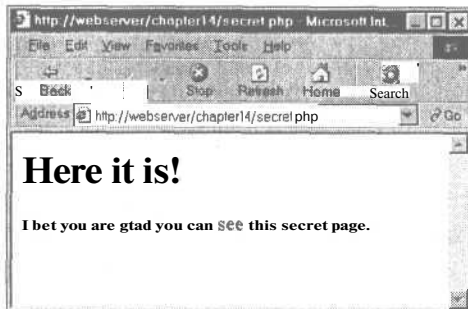 http://webserver/chapter14/secret php - Microsoft Int...
File Edit View Favorites Tools Help
S Back Stop Refresh Home Search
Address http://webserver/chapter14/secret php Go
Here it is!
I bet you are gtad you can see this secret page.